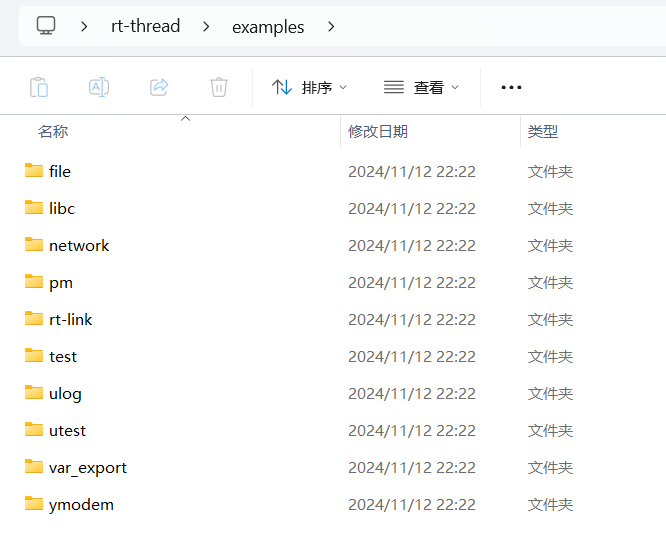 rt-thread > examples >
排序 查看
名称 修改日期 类型
file 2024/11/12 22:22 文件夹
libc 2024/11/12 22:22 文件夹
network 2024/11/12 22:22 文件夹
pm 2024/11/12 22:22 文件夹
rt-link 2024/11/12 22:22 文件夹
test 2024/11/12 22:22 文件夹
ulog 2024/11/12 22:22 文件夹
utest 2024/11/12 22:22 文件夹
var_export 2024/11/12 22:22 文件夹
ymodem 2024/11/12 22:22 文件夹